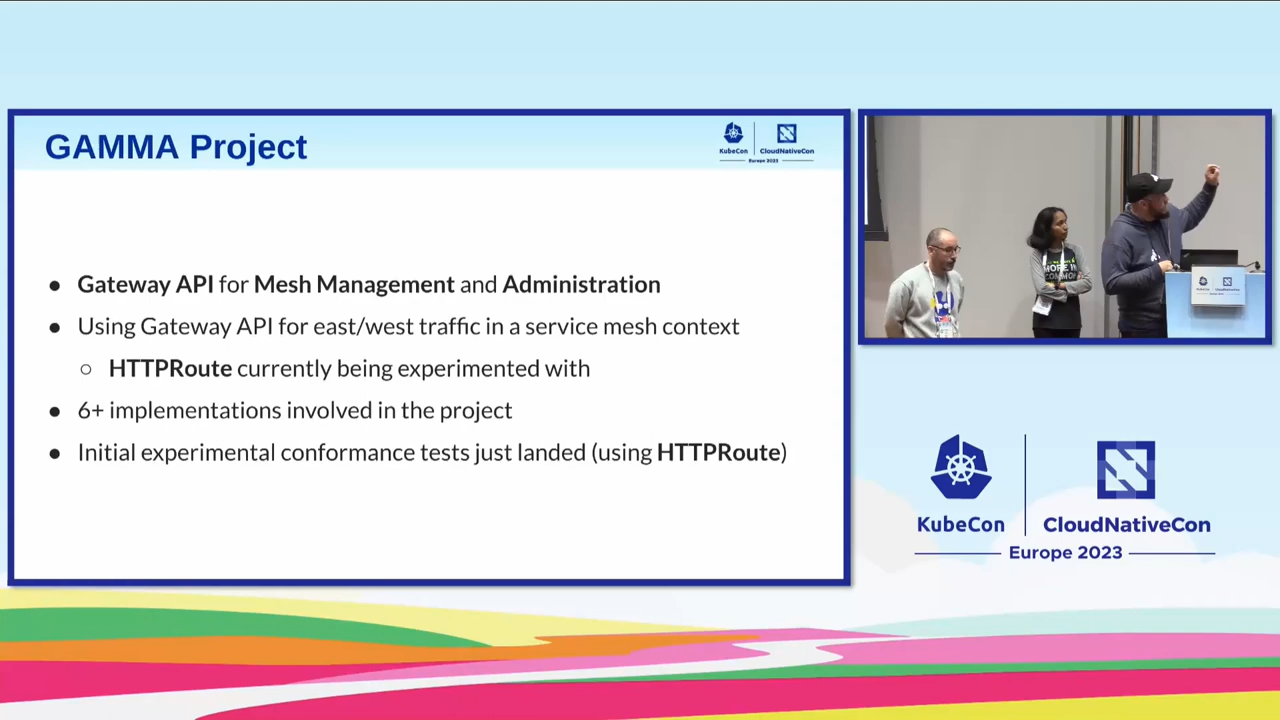 GAMMA Project
KubeCon
CloudNativeCon
Europe 2023
● Gateway API for Mesh Management and Administration
● Using Gateway API for east/west traffic in a service mesh context
○ HTTPRoute currently being experimented with
● 6+ implementations involved in the project
● Initial experimental conformance tests just landed (using HTTPRoute)
KubeCon
CloudNativeCon
Europe 2023